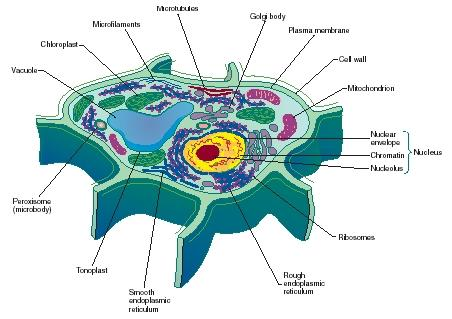 Microtubules
Golgi body
Microfilaments
Plasma membrane
Chloroplast
Cell wall
Vacuole
Mitochondrion
Nuclear
envelope
Chromatin
Nucleus
Nucleolus
Peroxisome
(microbody)
Ribosomes
Tonoplast
Rough
endoplasmic
reticulum
Smooth
endoplasmic
reticulum